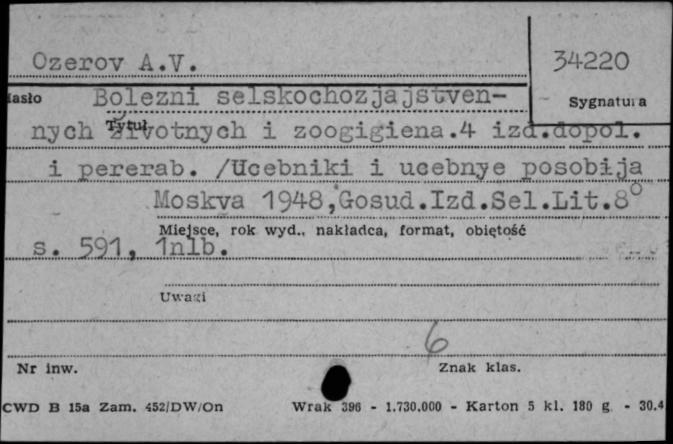 Ozerov A.V.
34220
Hasło
Bolezni selskochozjajstven-
Sygnatura
nych životnych i zoogigiena.4 izd.dopol.
Tytuł
i pererab. /Ucebniki i ucebnye posobija
Moskva 1948, Gosud.Izd.Sel.Lit.8°
Miejsce, rok wyd., nakładca, format, objętość
s. 591, 1nlb.
Uwagi
6
Nr inw.
Znak klas.
CWD B 15a Zam. 452/DW/On
Wrak 396 - 1.730.000 - Karton 5 kl. 180 g - 30.4